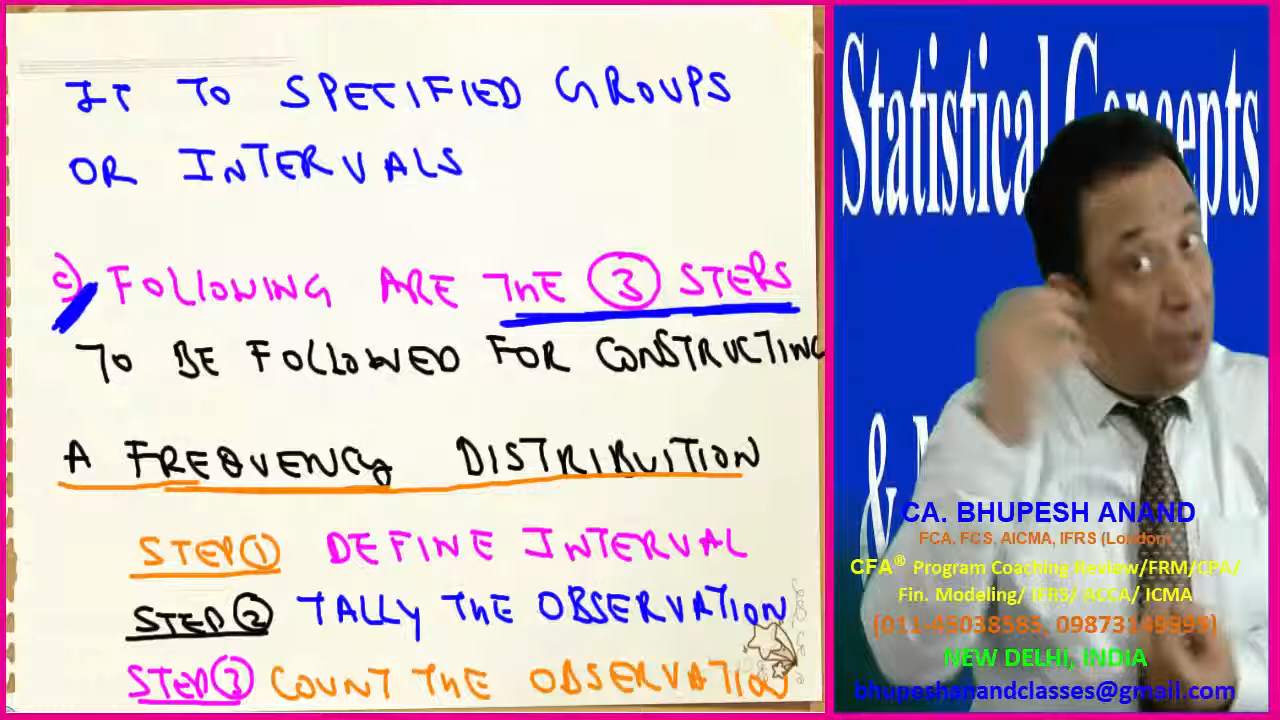 IT TO SPECIFIED GROUPS
OR INTERVALS
c) FOLLOWING ARE THE 3 STEPS
TO BE FOLLOWED FOR CONSTRUCTING
A FREQUENCY DISTRIBUITION
STEP 1 DEFINE INTERVAL
STEP 2 TALLY THE OBSERVATION
STEP 3 COUNT THE OBSERVATION
Statistical Concepts
&
CA. BHUPESH ANAND
FCA. FCS, AICMA, IFRS (London)
CFA® Program Coaching Review/FRM/CPA/
Fin. Modeling/ IFRS/ ACCA/ ICMA
(011-45038585, 09873149995)
NEW DELHI, INDIA
bhupeshanandclasses@gmail.com